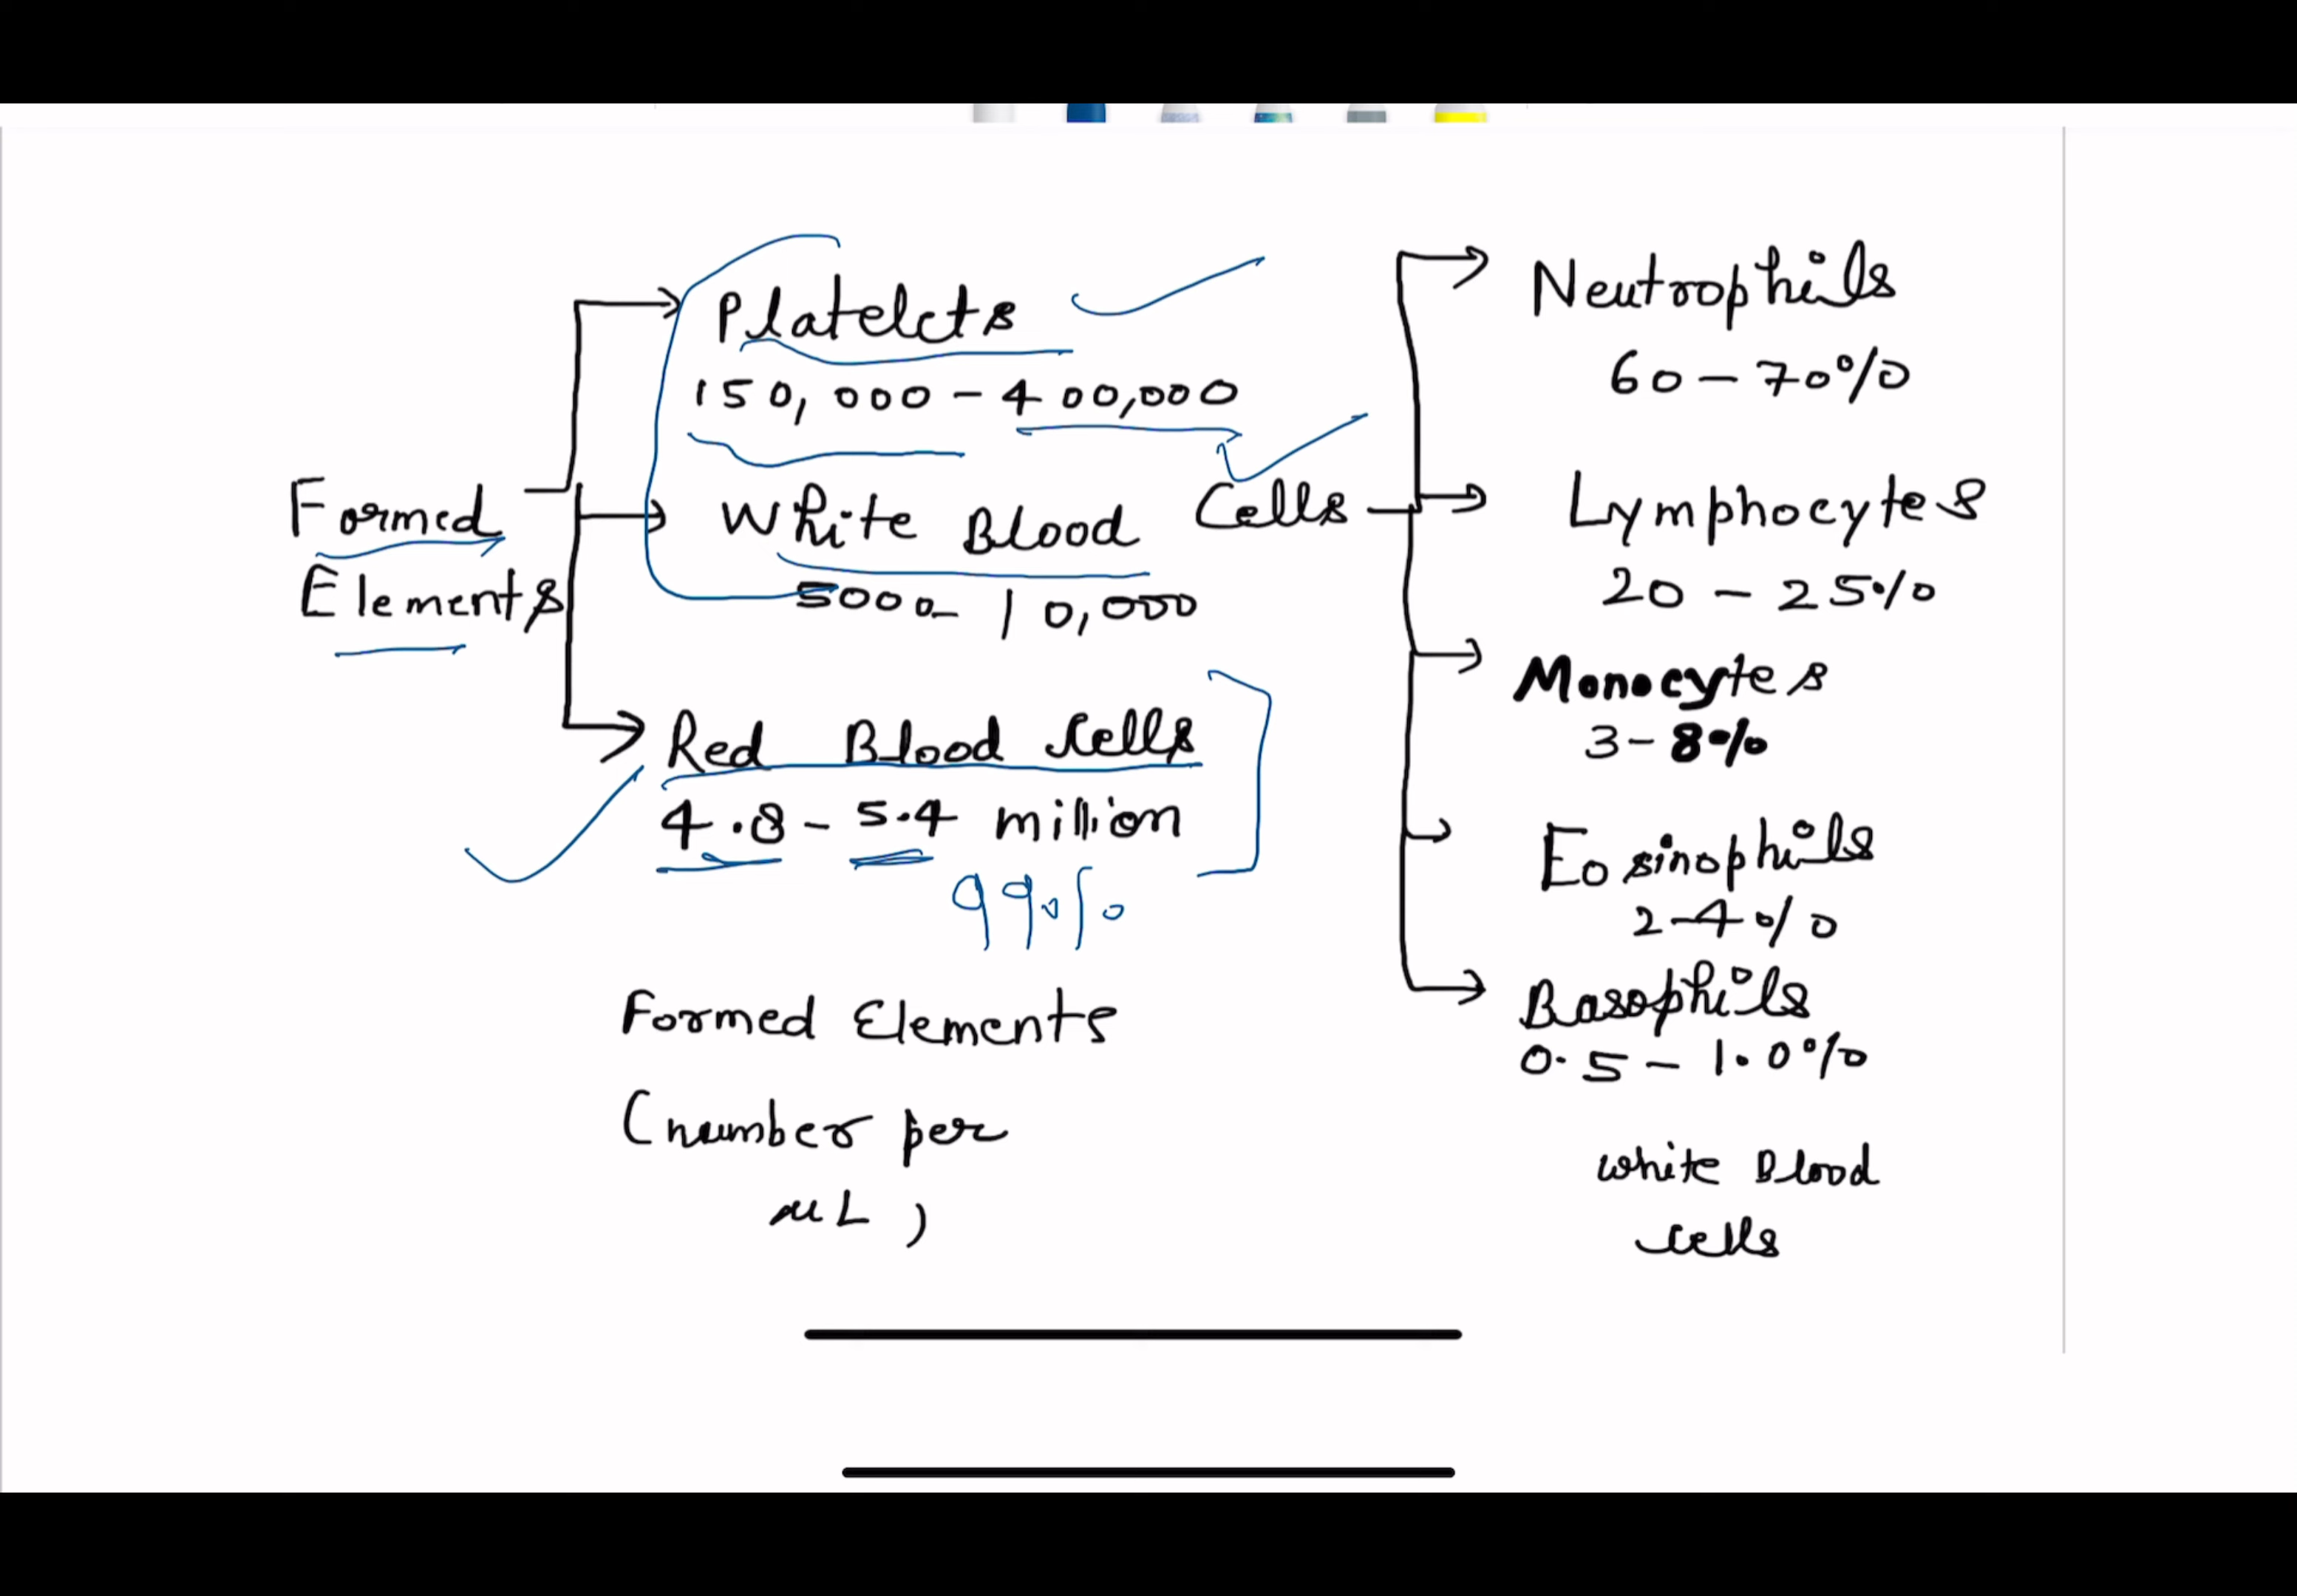 Formed
Elements
Platelets
150,000 - 400,000
White Blood Cells
5000 - 10,000
Red Blood Cells
4.8 - 5.4 million
99%
Formed Elements
(number per
μL)
Neutrophils
60 - 70%
Lymphocytes
20 - 25%
Monocytes
3 - 8%
Eosinophils
2 - 4%
Basophils
0.5 - 1.0%
White Blood
cells